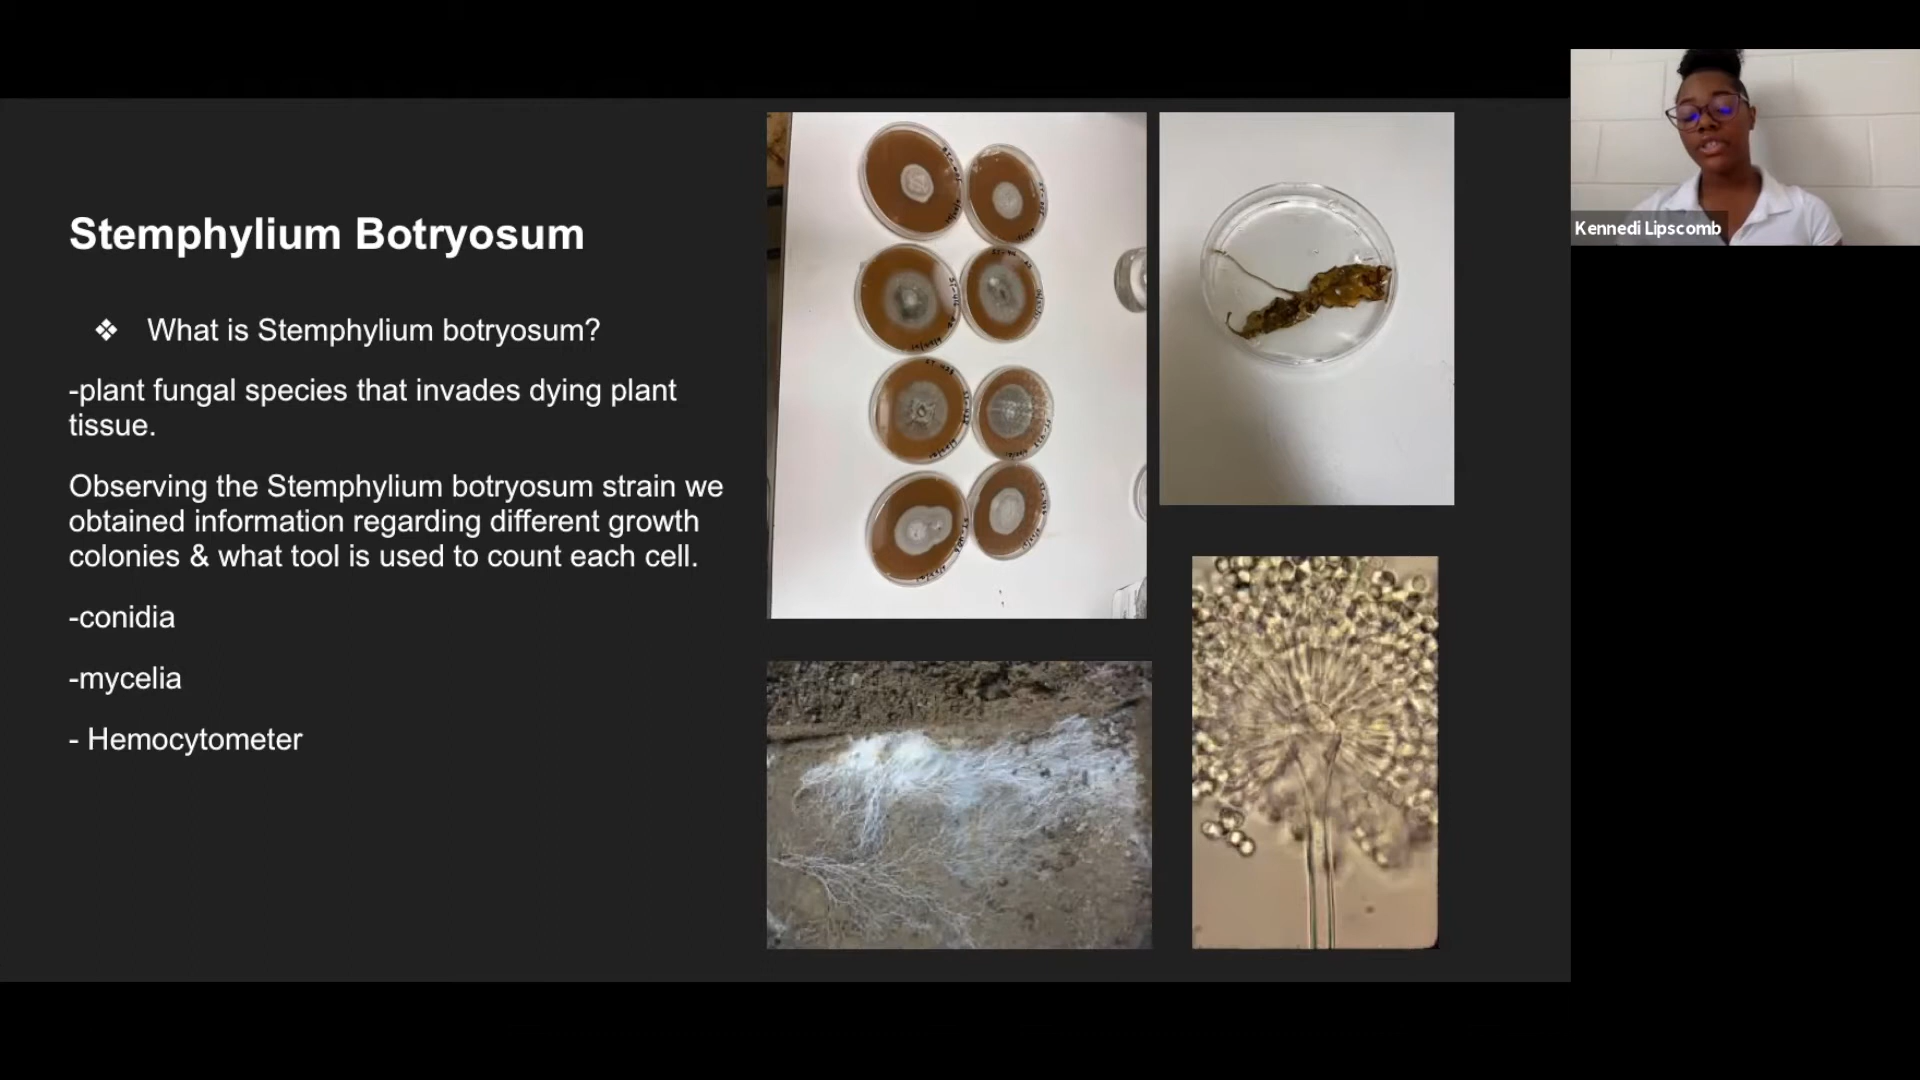 Stemphylium Botryosum
❖ What is Stemphylium botryosum?
-plant fungal species that invades dying plant
tissue.
Observing the Stemphylium botryosum strain we
obtained information regarding different growth
colonies & what tool is used to count each cell.
-conidia
-mycelia
- Hemocytometer
Kennedi Lipscomb